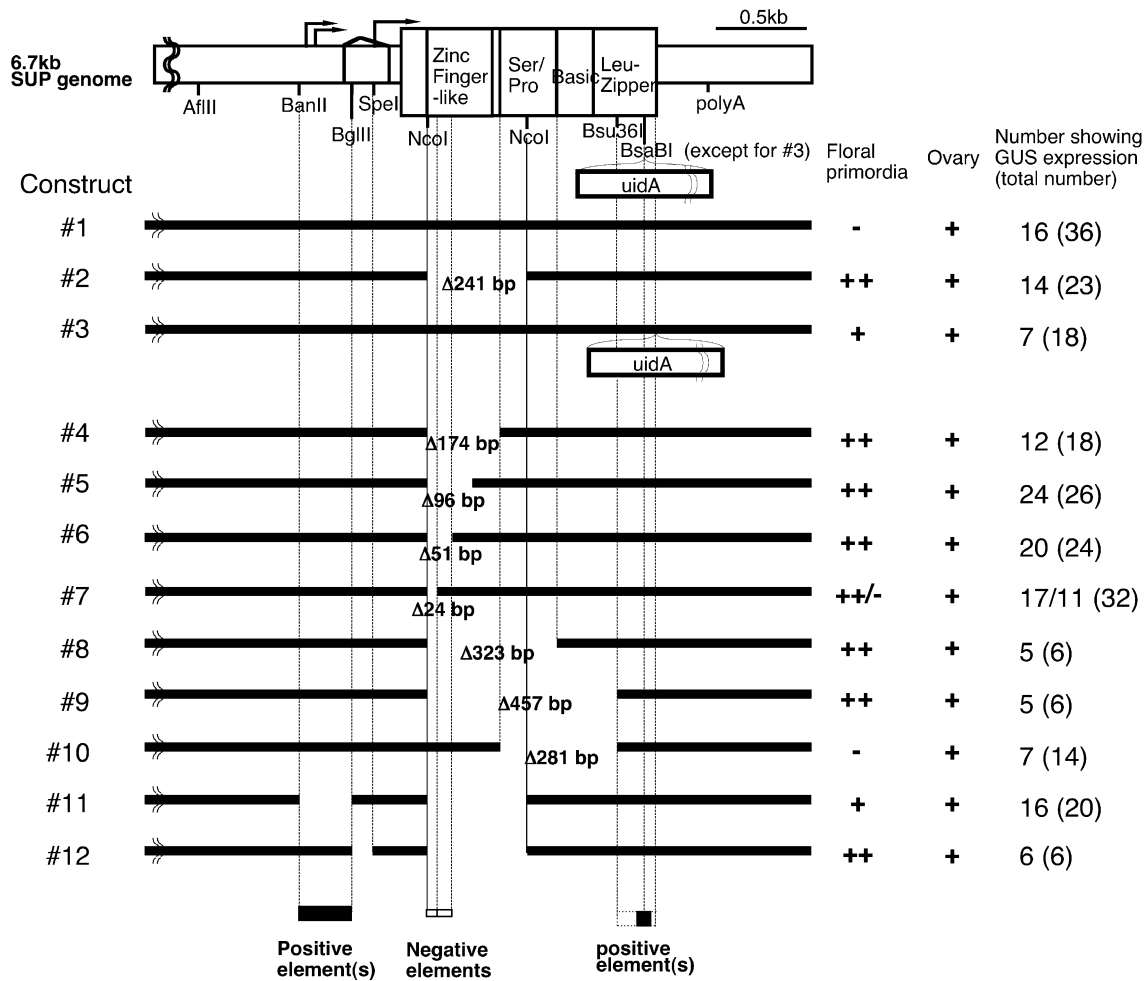 0.5kb
6.7kb
SUP genome
Zinc
Finger
-like
Ser/
Pro
Basic
Leu-
Zipper
AflII
BanII
BglII
SpeI
NcoI
NcoI
Bsu36I
BsaBI (except for #3)
polyA
Construct
uidA
Floral
primordia
Ovary
Number showing
GUS expression
(total number)
#1 - + 16 (36)
#2 Δ241 bp ++ + 14 (23)
#3 + + 7 (18)
uidA
#4 Δ174 bp ++ + 12 (18)
#5 Δ96 bp ++ + 24 (26)
#6 Δ51 bp ++ + 20 (24)
#7 Δ24 bp ++/- + 17/11 (32)
#8 Δ323 bp ++ + 5 (6)
#9 Δ457 bp ++ + 5 (6)
#10 Δ281 bp - + 7 (14)
#11 + + 16 (20)
#12 ++ + 6 (6)
Positive
element(s)
Negative
elements
positive
element(s)